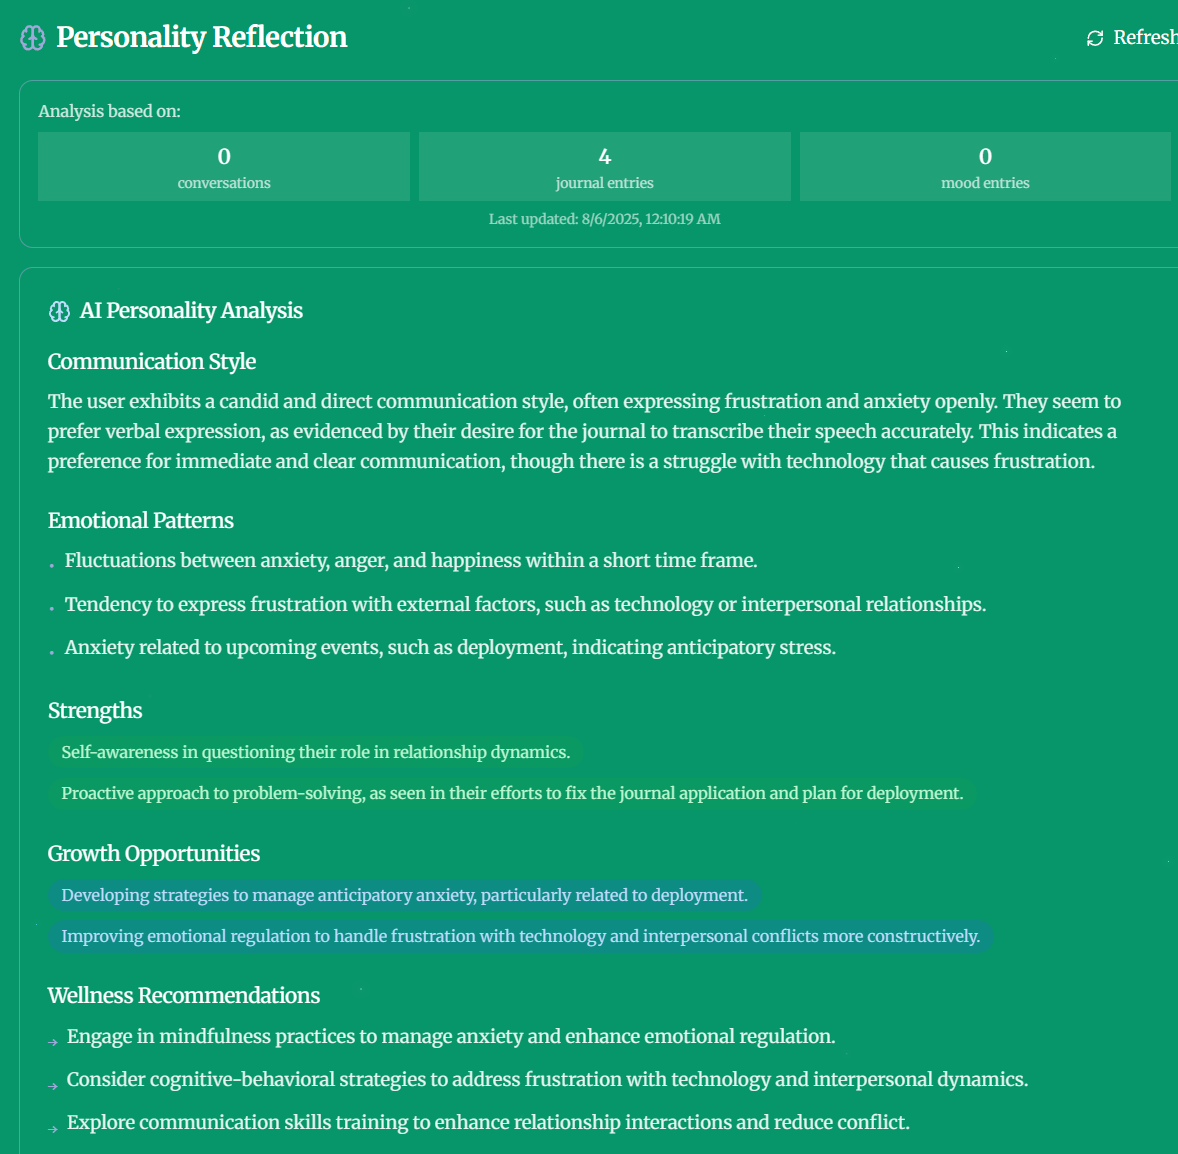 Personality Reflection
Refresh
Analysis based on:
0
conversations
4
journal entries
0
mood entries
Last updated: 8/6/2025, 12:10:19 AM
AI Personality Analysis
Communication Style
The user exhibits a candid and direct communication style, often expressing frustration and anxiety openly. They seem to
prefer verbal expression, as evidenced by their desire for the journal to transcribe their speech accurately. This indicates a
preference for immediate and clear communication, though there is a struggle with technology that causes frustration.
Emotional Patterns
Fluctuations between anxiety, anger, and happiness within a short time frame.
Tendency to express frustration with external factors, such as technology or interpersonal relationships.
Anxiety related to upcoming events, such as deployment, indicating anticipatory stress.
Strengths
Self-awareness in questioning their role in relationship dynamics.
Proactive approach to problem-solving, as seen in their efforts to fix the journal application and plan for deployment.
Growth Opportunities
Developing strategies to manage anticipatory anxiety, particularly related to deployment.
Improving emotional regulation to handle frustration with technology and interpersonal conflicts more constructively.
Wellness Recommendations
→ Engage in mindfulness practices to manage anxiety and enhance emotional regulation.
→ Consider cognitive-behavioral strategies to address frustration with technology and interpersonal dynamics.
→ Explore communication skills training to enhance relationship interactions and reduce conflict.